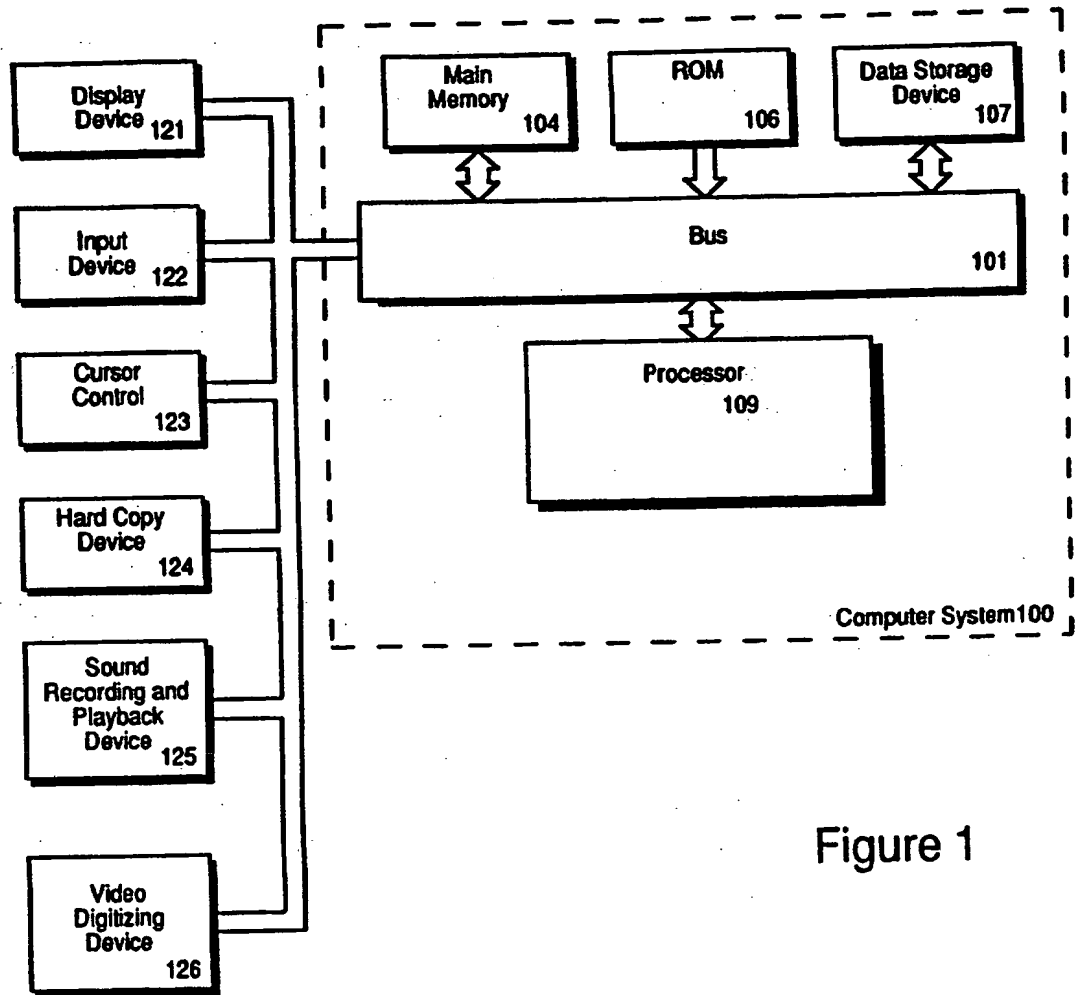 Display
Device
121
Input
Device
122
Cursor
Control
123
Hard Copy
Device
124
Sound
Recording and
Playback
Device
125
Video
Digitizing
Device
126
Main
Memory
104
ROM
106
Data Storage
Device
107
Bus
101
Processor
109
Computer System100
Figure 1